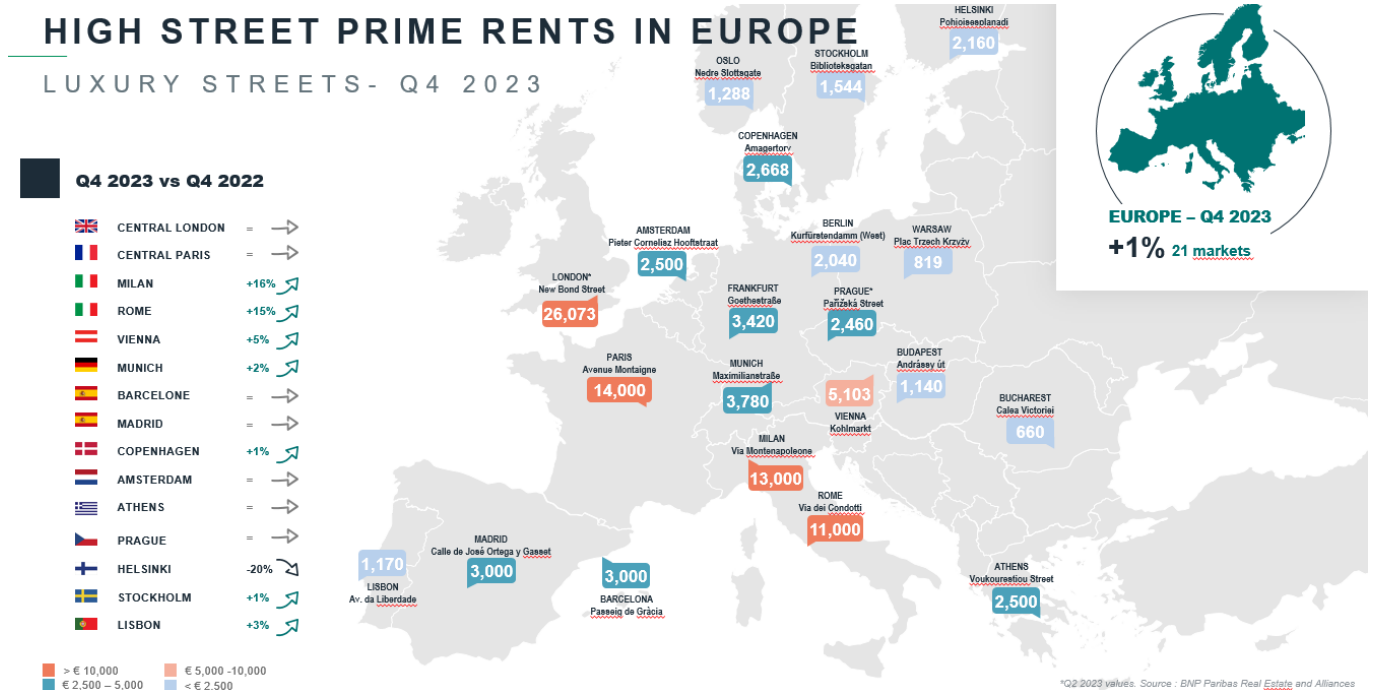 HIGH STREET PRIME RENTS IN EUROPE
LUXURY STREETS- Q4 2023
Q4 2023 vs Q4 2022
CENTRAL LONDON =
CENTRAL PARIS =
MILAN +16%
ROME +15%
VIENNA +5%
MUNICH +2%
BARCELONE =
MADRID =
COPENHAGEN +1%
AMSTERDAM =
ATHENS =
PRAGUE =
HELSINKI -20%
STOCKHOLM +1%
LISBON +3%
> € 10,000
€ 5,000 -10,000
€ 2,500 – 5,000
< € 2,500
HELSINKI
Pohjoisesplanadi
2,160
OSLO
Nedre Slottsgate
1,288
STOCKHOLM
Biblioteksgatan
1,544
COPENHAGEN
Amagertorv
2,668
AMSTERDAM
Pieter Cornelisz Hooftstraat
2,500
BERLIN
Kurfürstendamm (West)
2,040
WARSAW
Plac Trzech Krzyży
819
LONDON*
New Bond Street
26,073
FRANKFURT
Goethestraße
3,420
PRAGUE*
Pařížská Street
2,460
PARIS
Avenue Montaigne
14,000
MUNICH
Maximilianstraße
3,780
5,103
VIENNA
Kohlmarkt
BUDAPEST
Andrássy út
1,140
BUCHAREST
Calea Victoriei
660
MILAN
Via Montenapoleone
13,000
ROME
Via dei Condotti
11,000
MADRID
Calle de José Ortega y Gasset
3,000
3,000
BARCELONA
Passeig de Gràcia
1,170
LISBON
Av. da Liberdade
ATHENS
Voukourestiou Street
2,500
EUROPE – Q4 2023
+1% 21 markets
*Q2 2023 values. Source : BNP Paribas Real Estate and Alliances